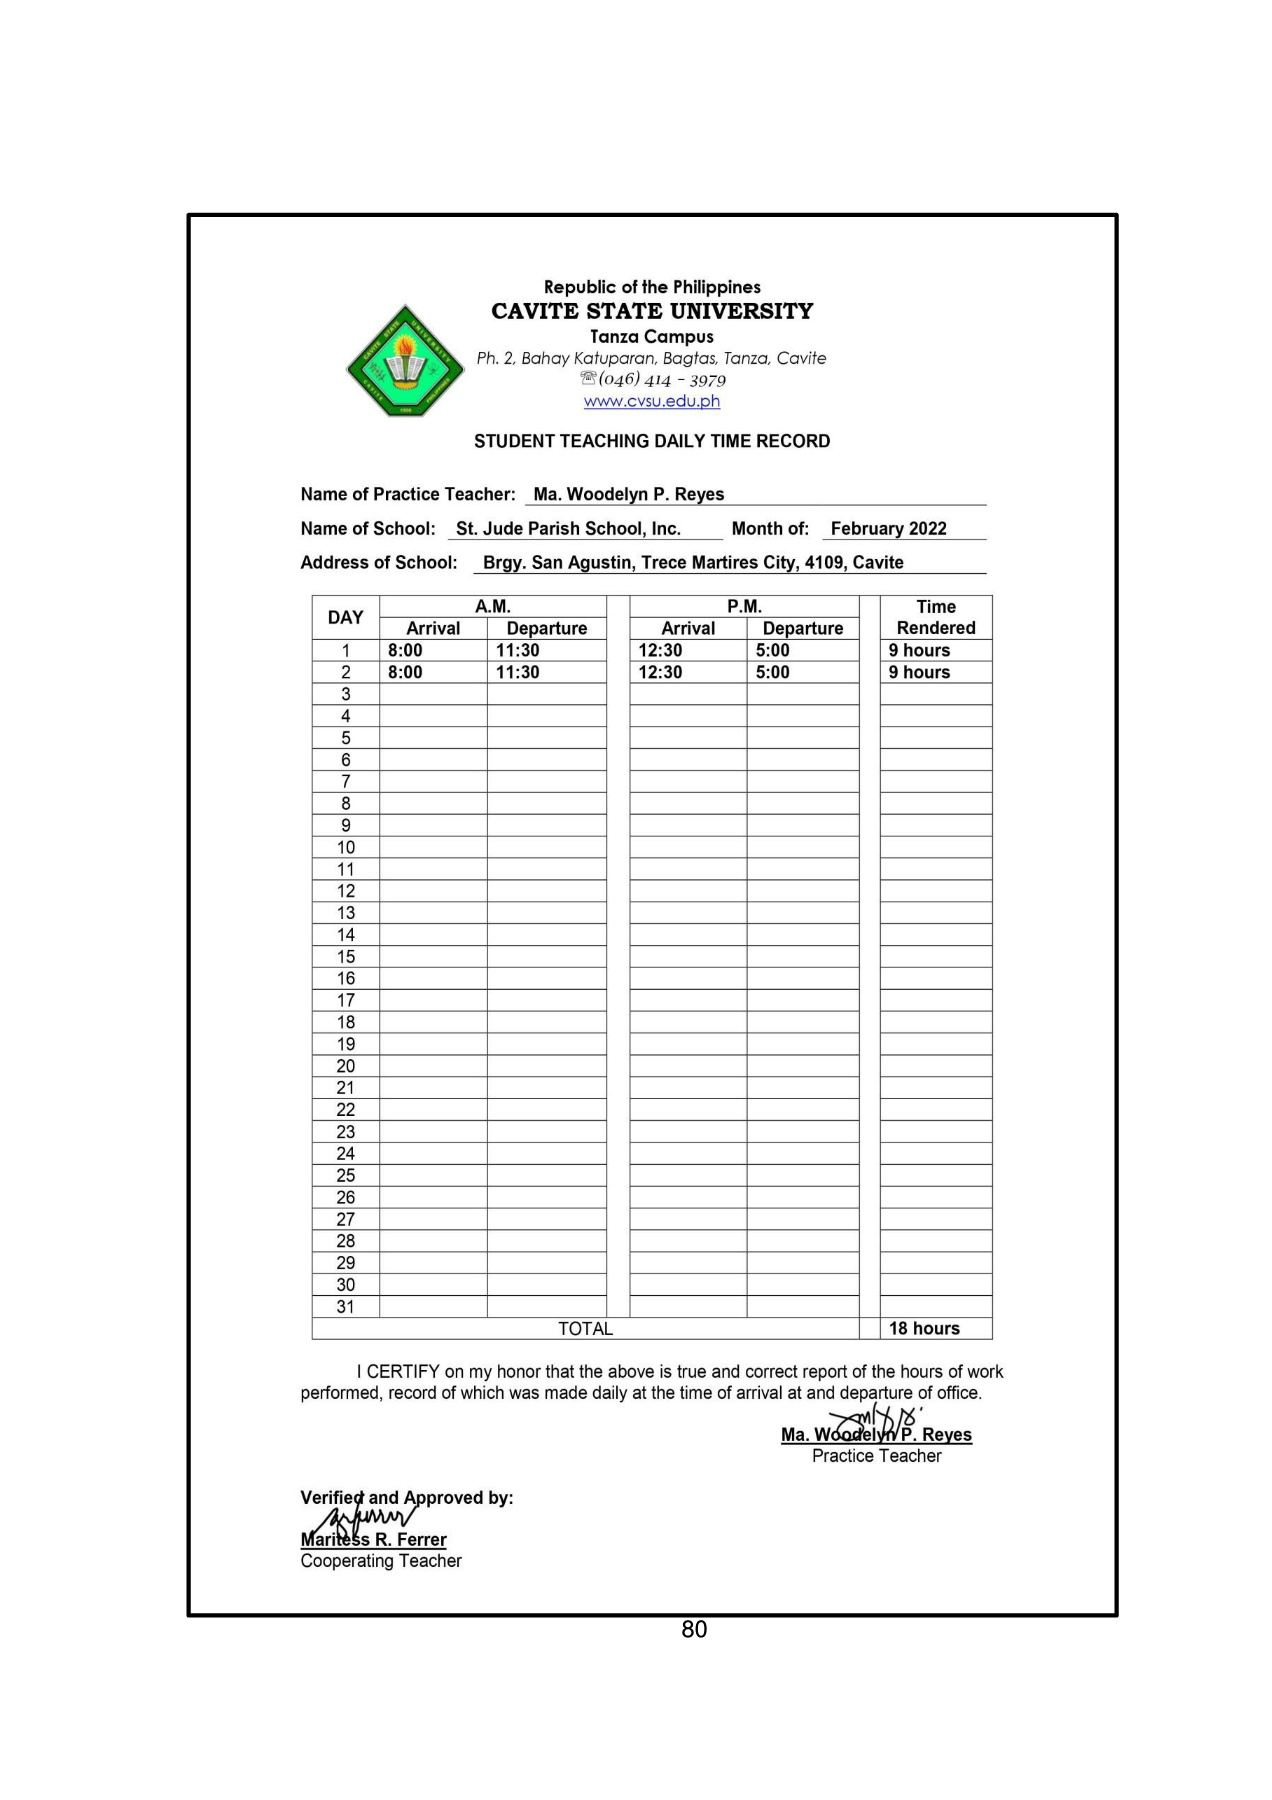 Republic of the Philippines
CAVITE STATE UNIVERSITY
Tanza Campus
Ph. 2, Bahay Katuparan, Bagtas, Tanza, Cavite
☏(046) 414 - 3979
www.cvsu.edu.ph
CAVITE STATE UNIVERSITY
CAVITE PHILIPPINES
1906
STUDENT TEACHING DAILY TIME RECORD
Name of Practice Teacher: Ma. Woodelyn P. Reyes
Name of School: St. Jude Parish School, Inc. Month of: February 2022
Address of School: Brgy. San Agustin, Trece Martires City, 4109, Cavite
DAY A.M. P.M. Time Rendered
Arrival Departure Arrival Departure
1 8:00 11:30 12:30 5:00 9 hours
2 8:00 11:30 12:30 5:00 9 hours
3
4
5
6
7
8
9
10
11
12
13
14
15
16
17
18
19
20
21
22
23
24
25
26
27
28
29
30
31
TOTAL 18 hours
I CERTIFY on my honor that the above is true and correct report of the hours of work
performed, record of which was made daily at the time of arrival at and departure of office.
Ma. Woodelyn P. Reyes
Practice Teacher
Verified and Approved by:
Maritess R. Ferrer
Cooperating Teacher
80